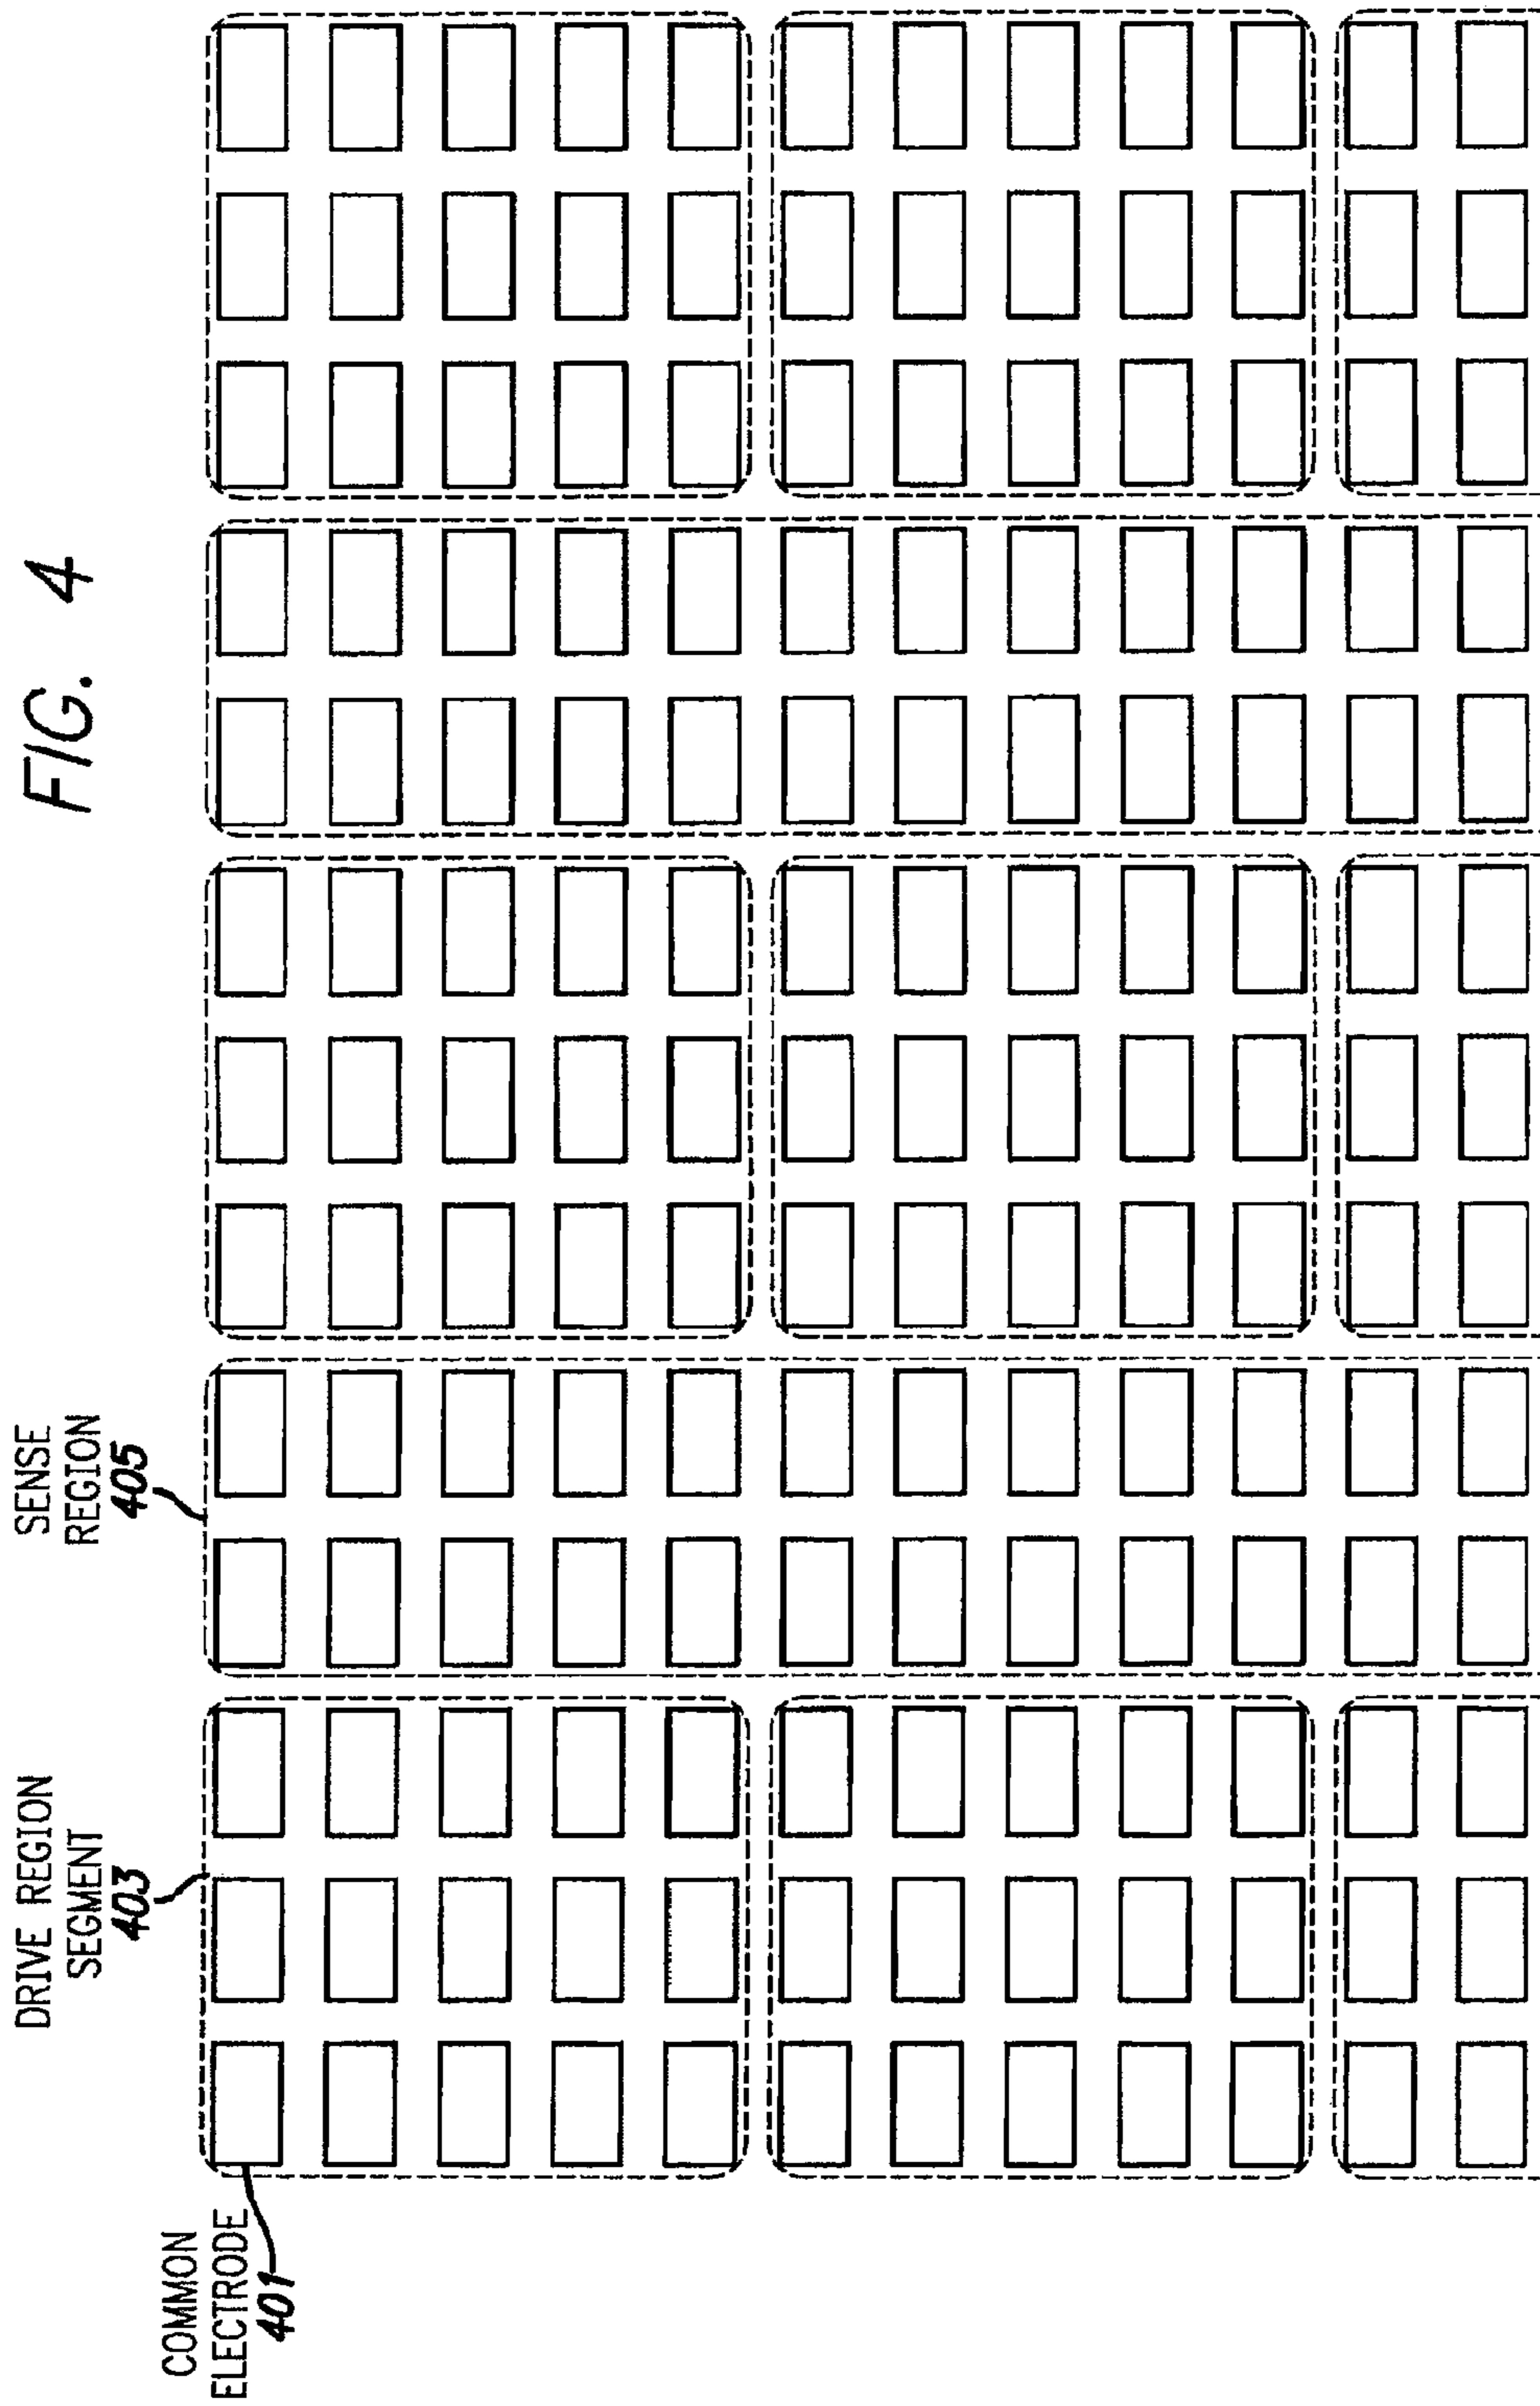 FIG. 4
COMMON
ELECTRODE
401
DRIVE REGION
SEGMENT
403
SENSE
REGION
405